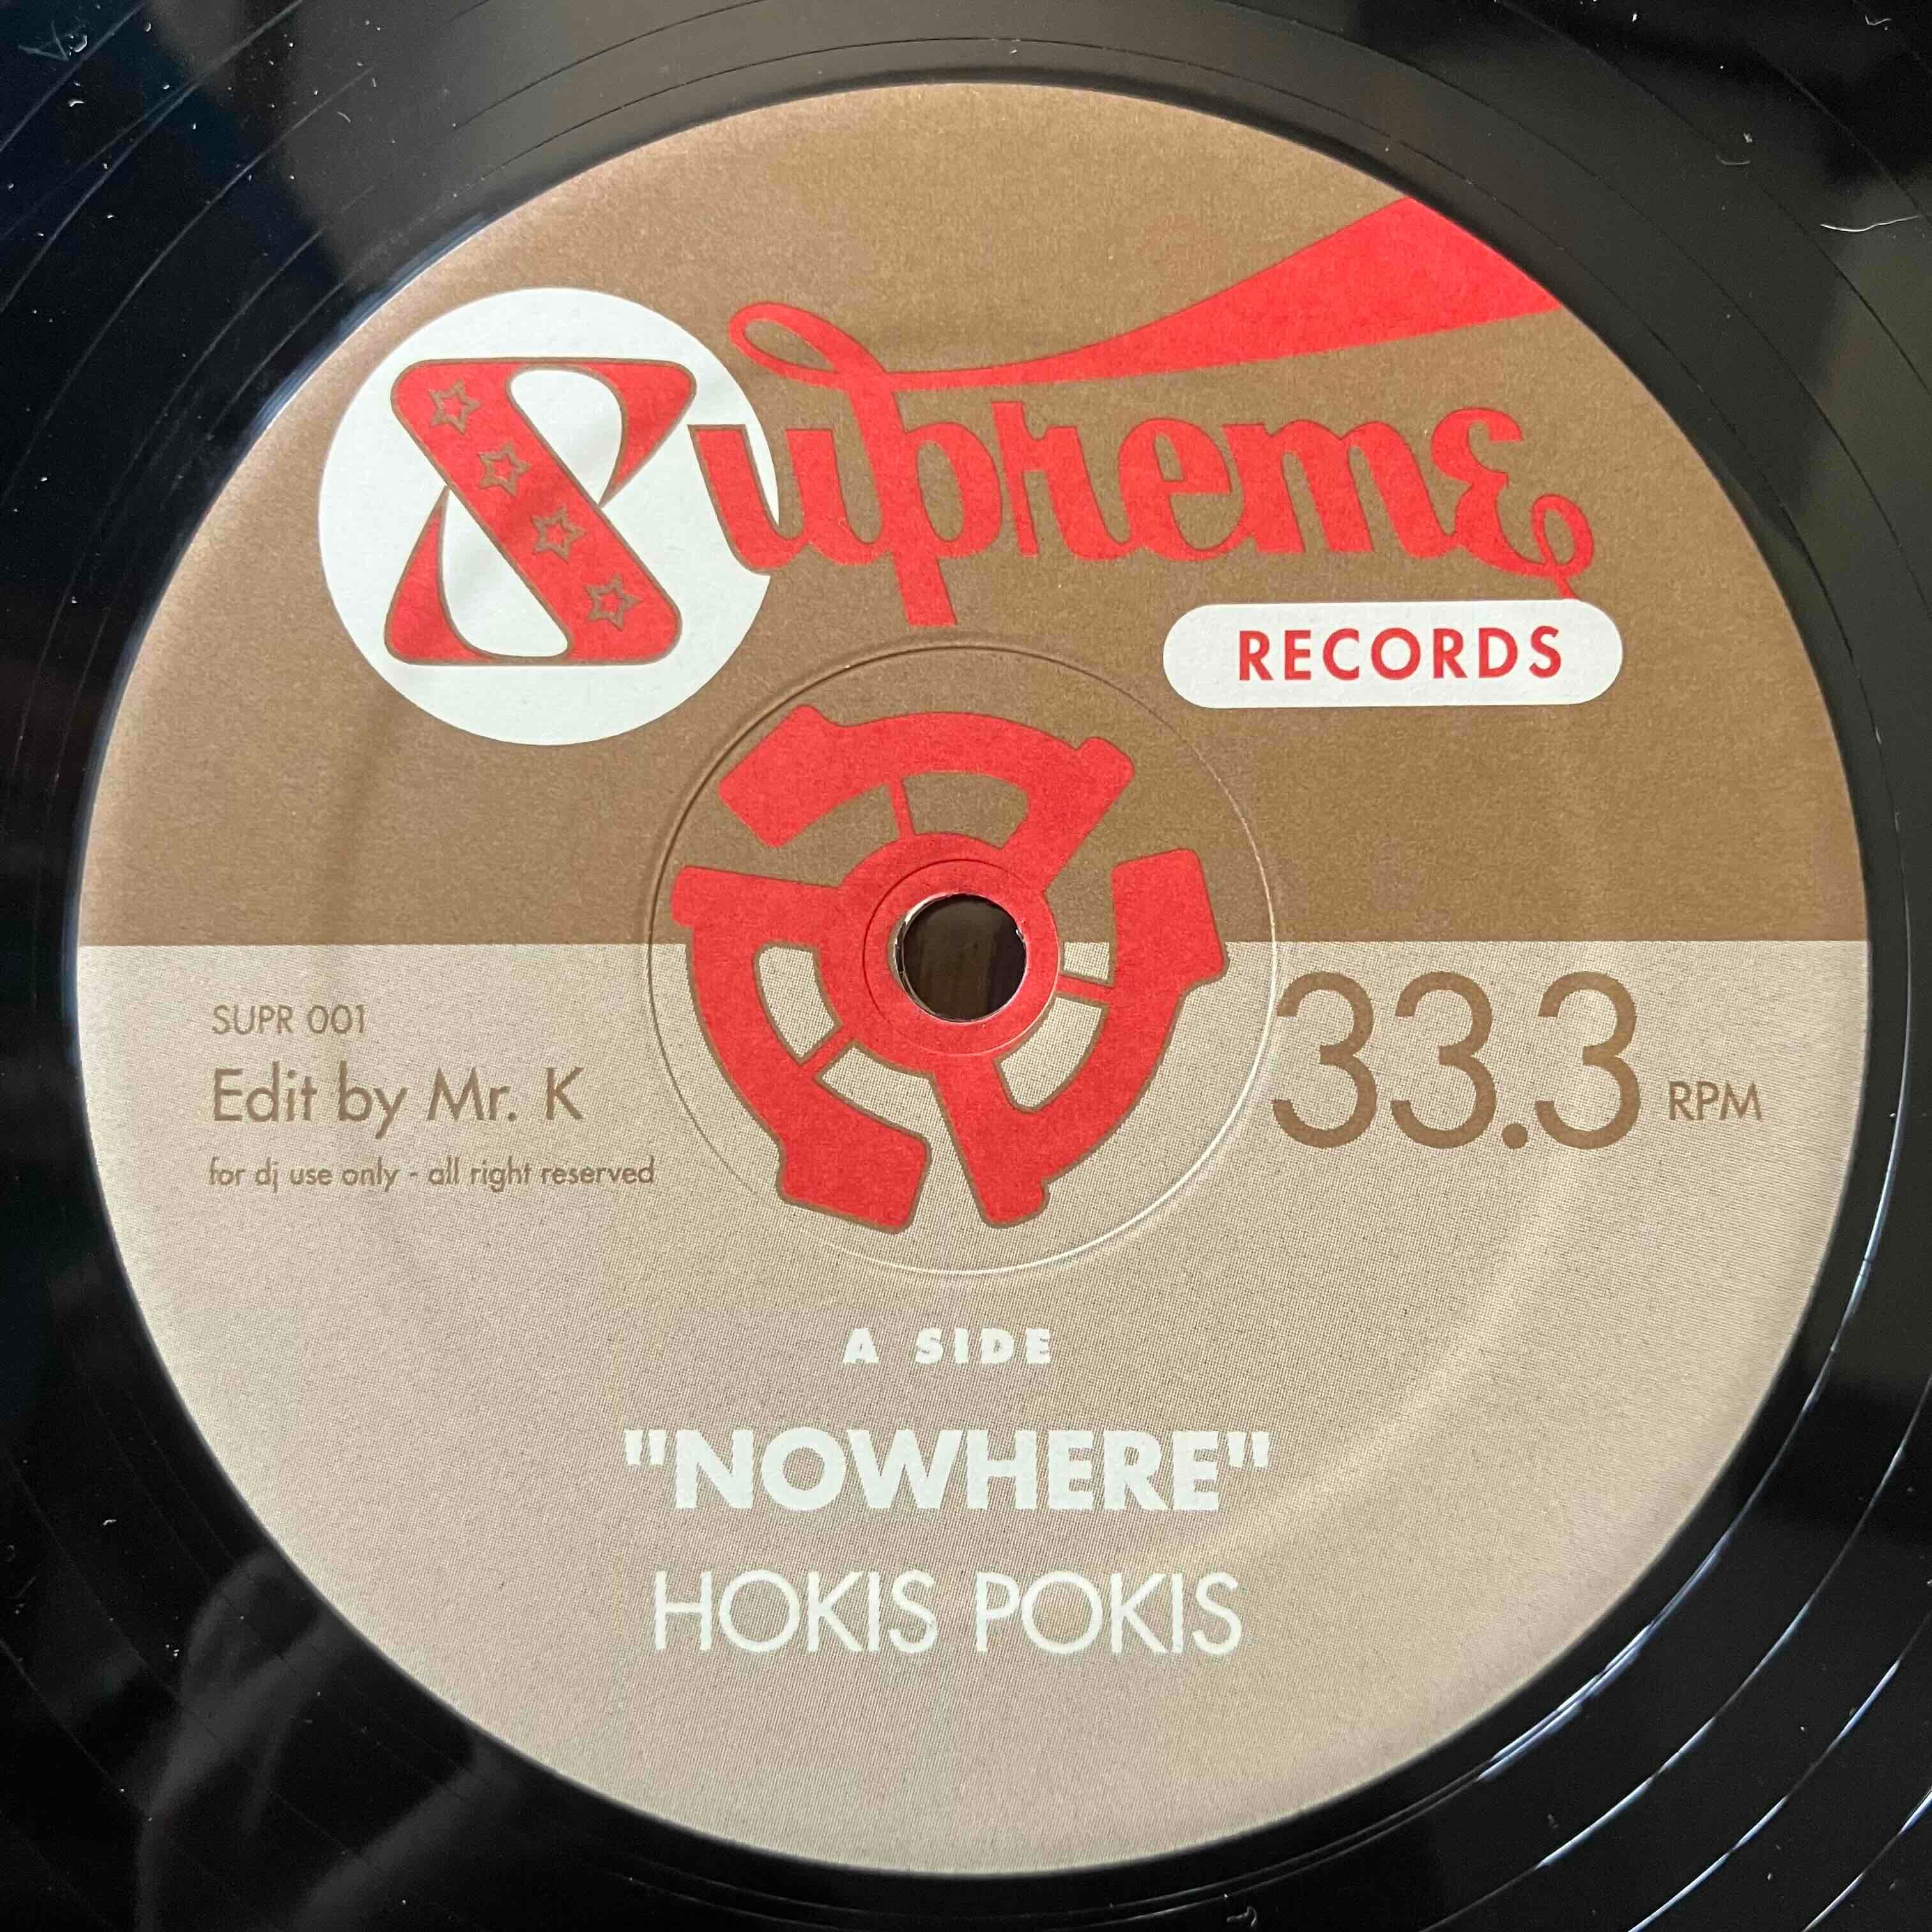 Supreme
RECORDS
SUPR 001
Edit by Mr. K
for dj use only - all right reserved
33.3 RPM
A SIDE
"NOWHERE"
HOKIS POKIS